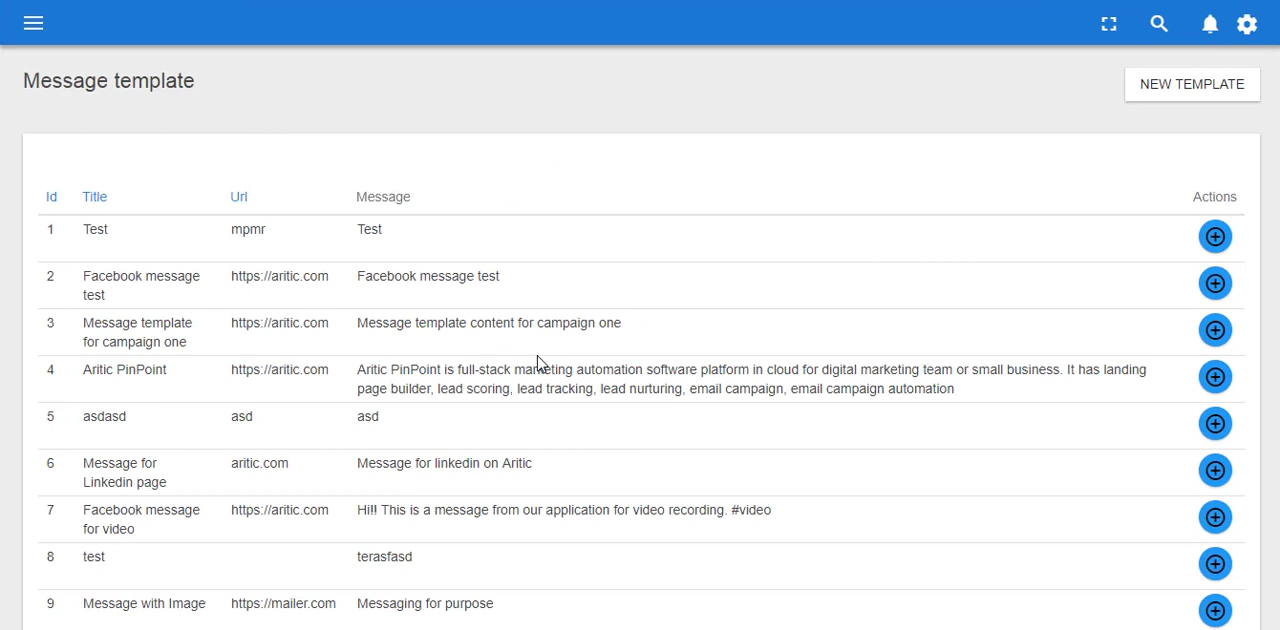 Message template
NEW TEMPLATE
Id Title Url Message Actions
1 Test mpmr Test
2 Facebook message https://aritic.com Facebook message test
test
3 Message template https://aritic.com Message template content for campaign one
for campaign one
4 Aritic PinPoint https://aritic.com Aritic PinPoint is full-stack marketing automation software platform in cloud for digital marketing team or small business. It has landing
page builder, lead scoring, lead tracking, lead nurturing, email campaign, email campaign automation
5 asdasd asd asd
6 Message for aritic.com Message for linkedin on Aritic
Linkedin page
7 Facebook message https://aritic.com Hi!! This is a message from our application for video recording. #video
for video
8 test terasfasd
9 Message with Image https://mailer.com Messaging for purpose